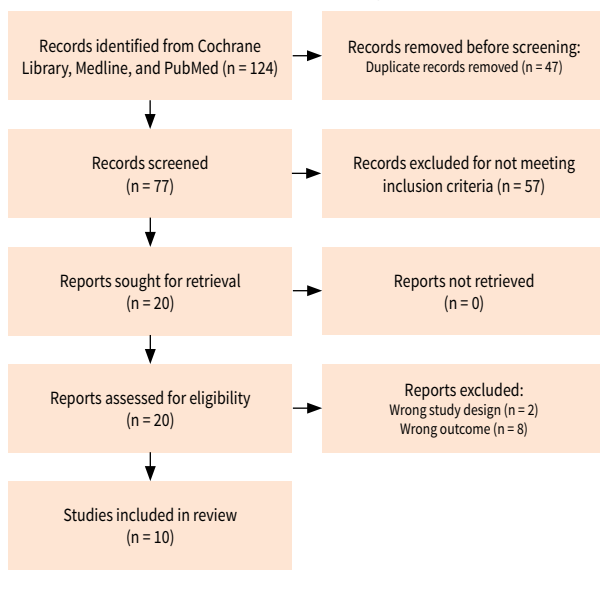 Records identified from Cochrane
Library, Medline, and PubMed (n = 124)
Records removed before screening:
Duplicate records removed (n = 47)
Records screened
(n = 77)
Records excluded for not meeting
inclusion criteria (n = 57)
Reports sought for retrieval
(n = 20)
Reports not retrieved
(n = 0)
Reports assessed for eligibility
(n = 20)
Reports excluded:
Wrong study design (n = 2)
Wrong outcome (n = 8)
Studies included in review
(n = 10)